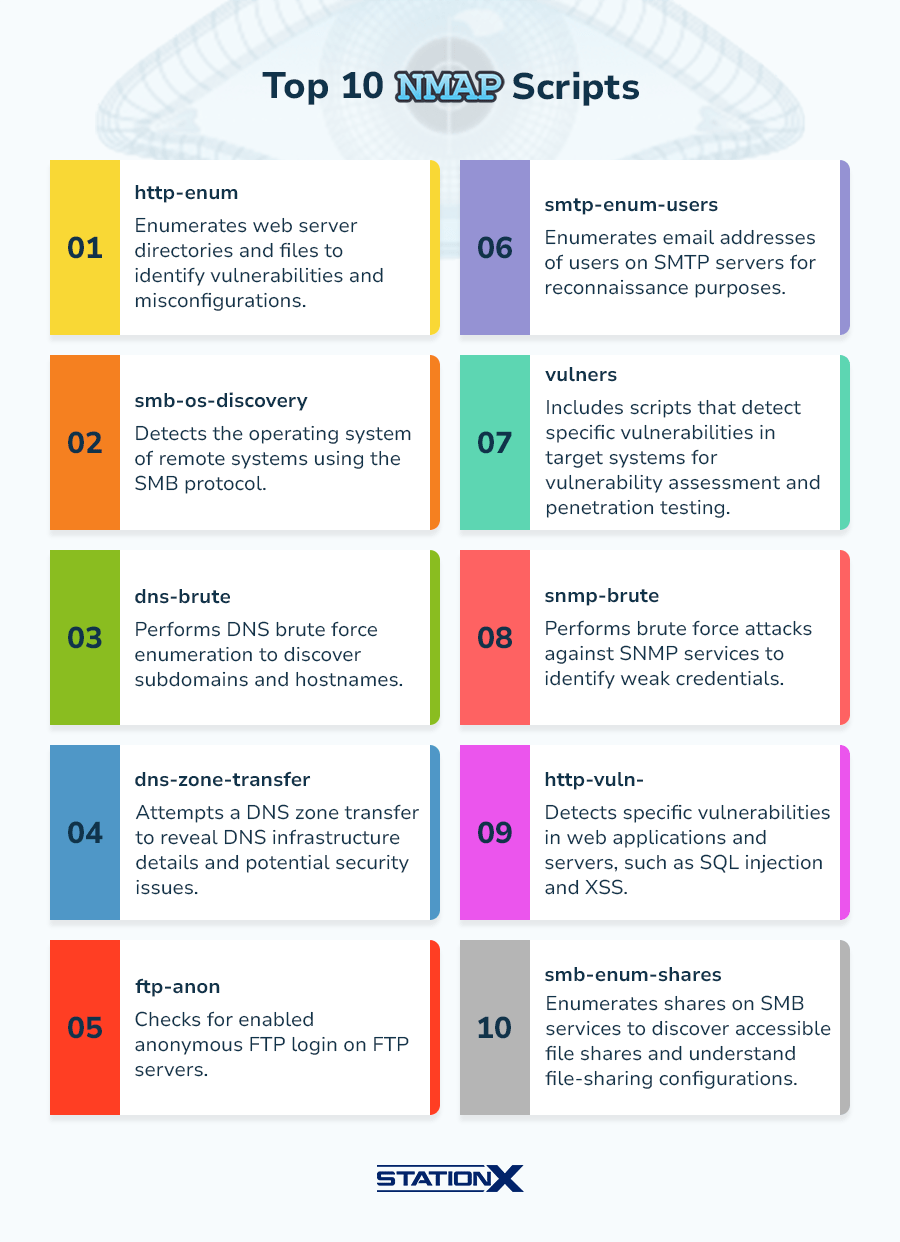 Top 10 NMAP Scripts
01
http-enum
Enumerates web server
directories and files to
identify vulnerabilities and
misconfigurations.
02
smb-os-discovery
Detects the operating system
of remote systems using the
SMB protocol.
03
dns-brute
Performs DNS brute force
enumeration to discover
subdomains and hostnames.
04
dns-zone-transfer
Attempts a DNS zone transfer
to reveal DNS infrastructure
details and potential security
issues.
05
ftp-anon
Checks for enabled
anonymous FTP login on FTP
servers.
06
smtp-enum-users
Enumerates email addresses
of users on SMTP servers for
reconnaissance purposes.
07
vulners
Includes scripts that detect
specific vulnerabilities in
target systems for
vulnerability assessment and
penetration testing.
08
snmp-brute
Performs brute force attacks
against SNMP services to
identify weak credentials.
09
http-vuln-
Detects specific vulnerabilities
in web applications and
servers, such as SQL injection
and XSS.
10
smb-enum-shares
Enumerates shares on SMB
services to discover accessible
file shares and understand
file-sharing configurations.
STATIONX